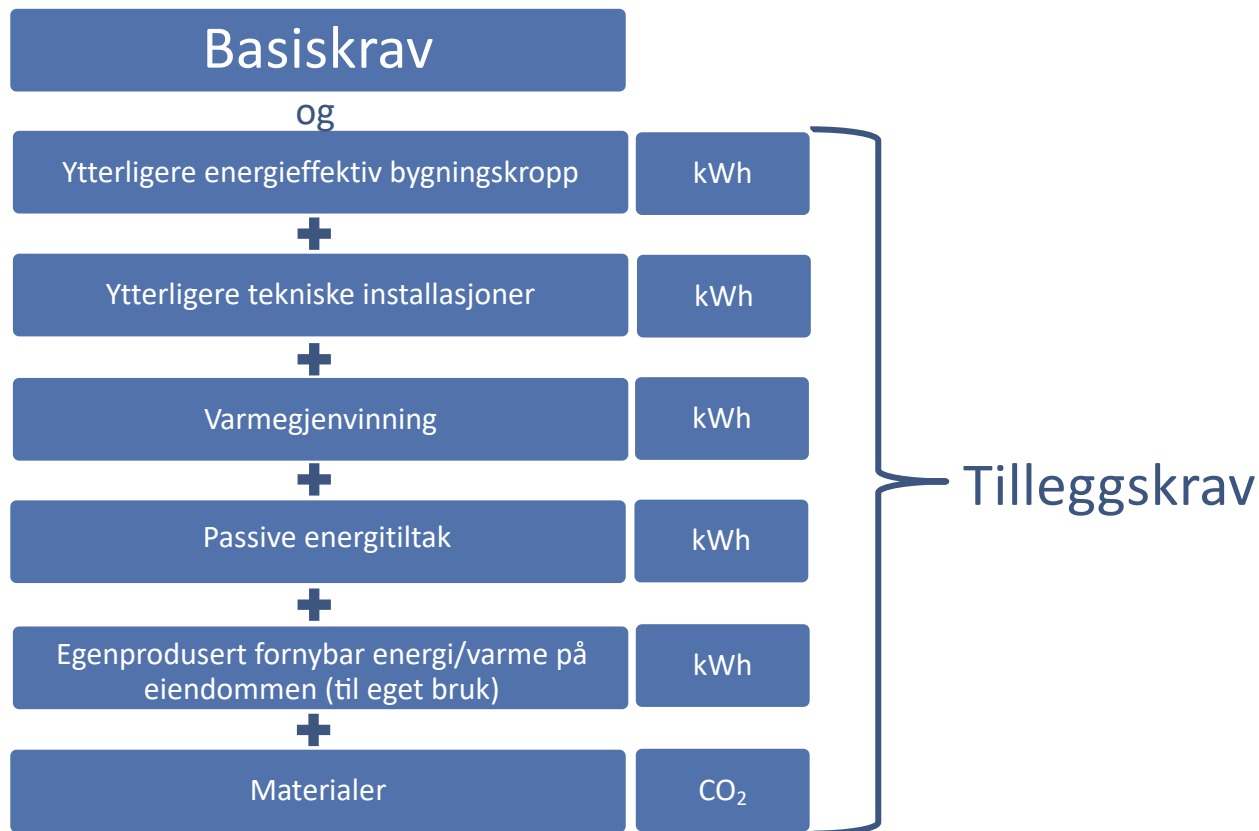 Basiskrav
og
Ytterligere energieffektiv bygningskropp
kWh
Ytterligere tekniske installasjoner
kWh
Varmegjenvinning
kWh
Passive energitiltak
kWh
Egenprodusert fornybar energi/varme på
eiendommen (til eget bruk)
kWh
Materialer
CO₂
Tilleggskrav